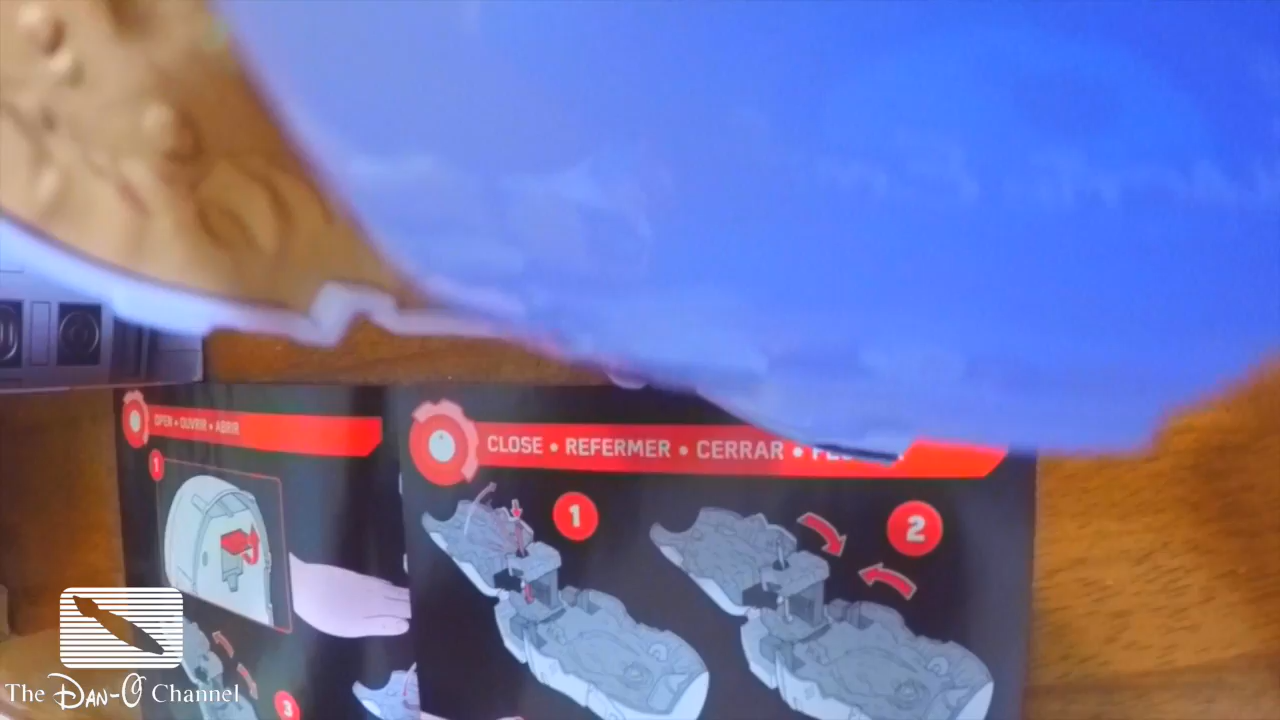 OPEN • OUVRIR • ABRIR
1
CLOSE • REFERMER • CERRAR •
1
2
3
The DAN-O Channel